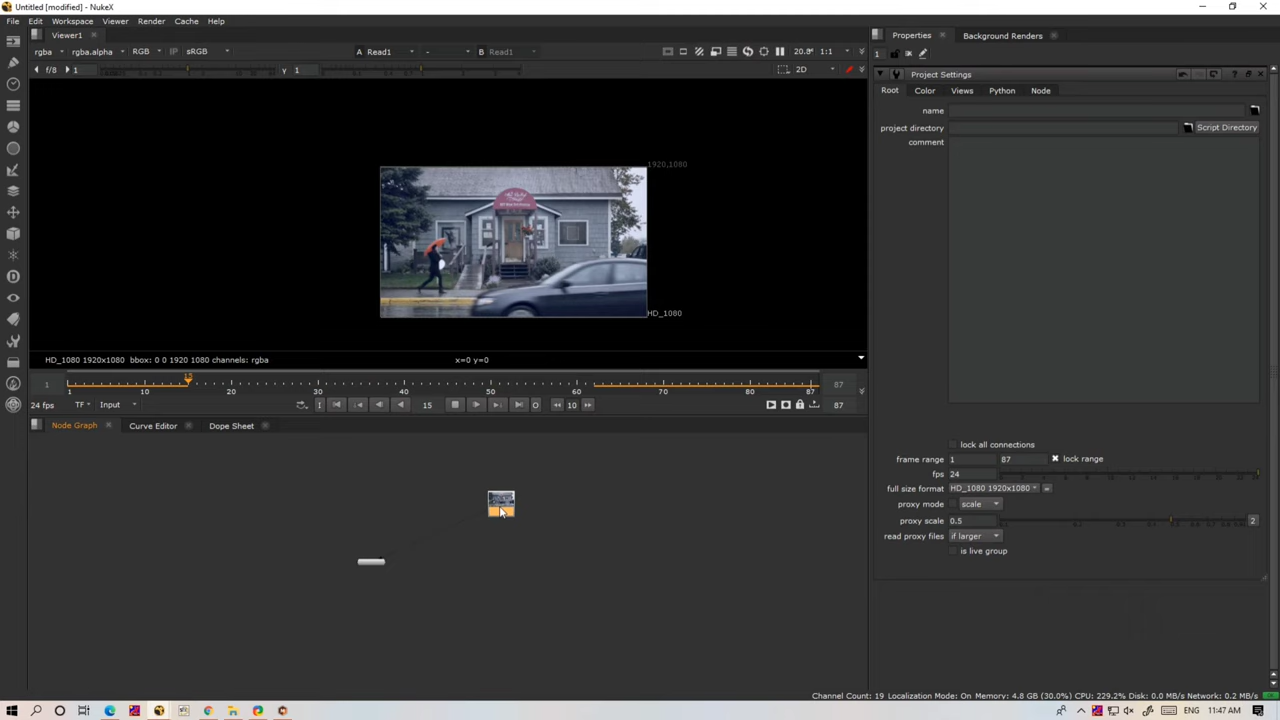 Untitled [modified] - NukeX
File Edit Workspace Viewer Render Cache Project Help
Viewer1
rgba rgba.alpha RGB IP sRGB A Read1 - B Read1 20.8 1:1
f/8 1 y 1 2D
1920,1080
HD_1080
HD_1080 1920x1080 bbox: 0 0 1920 1080 channels: rgba x=0 y=0
1 15 87
1 10 20 30 40 50 60 70 80 87
24 fps TF Input 15 10 87
Node Graph Curve Editor Dope Sheet
Properties Background Renders
1
Project Settings
Root Color Views Python Node
name
project directory Script Directory
comment
lock all connections
frame range 1 87 lock range
fps 24
full size format HD_1080 1920x1080
proxy mode scale
proxy scale 0.5 2
read proxy files if larger
is live group
Channel Count: 19 Localization Mode: On Memory: 4.8 GB (30.0%) CPU: 229.2% Disk: 0.0 MB/s Network: 0.2 MB/s
ENG 11:47 AM